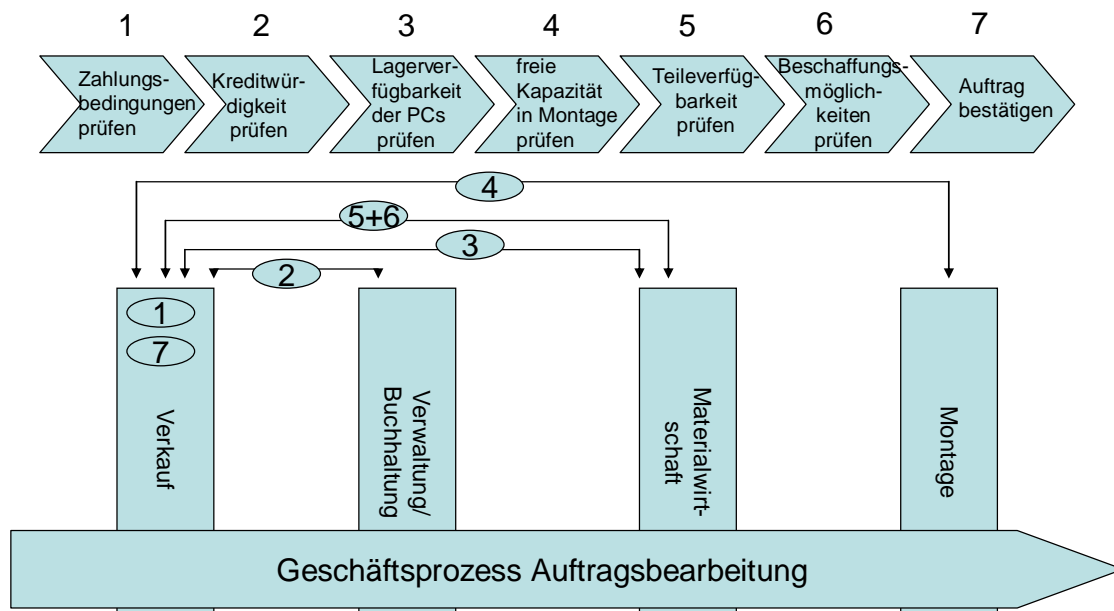 1
2
3
4
5
6
7
Zahlungs-
bedingungen
prüfen
Kreditwür-
digkeit
prüfen
Lagerver-
fügbarkeit
der PCs
prüfen
freie
Kapazität
in Montage
prüfen
Teileverfüg-
barkeit
prüfen
Beschaffungs-
möglich-
keiten
prüfen
Auftrag
bestätigen
4
5+6
3
2
1
7
Verkauf
Verwaltung/
Buchhaltung
Materialwirt-
schaft
Montage
Geschäftsprozess Auftragsbearbeitung